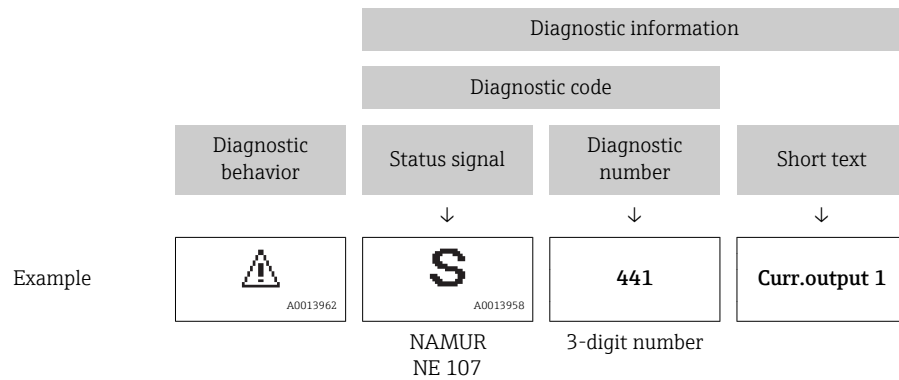 Diagnostic information
Diagnostic code
Diagnostic
behavior
Status signal
Diagnostic
number
Short text
↓
↓
↓
Example
A0013962
S
A0013958
441
Curr.output 1
NAMUR
NE 107
3-digit number